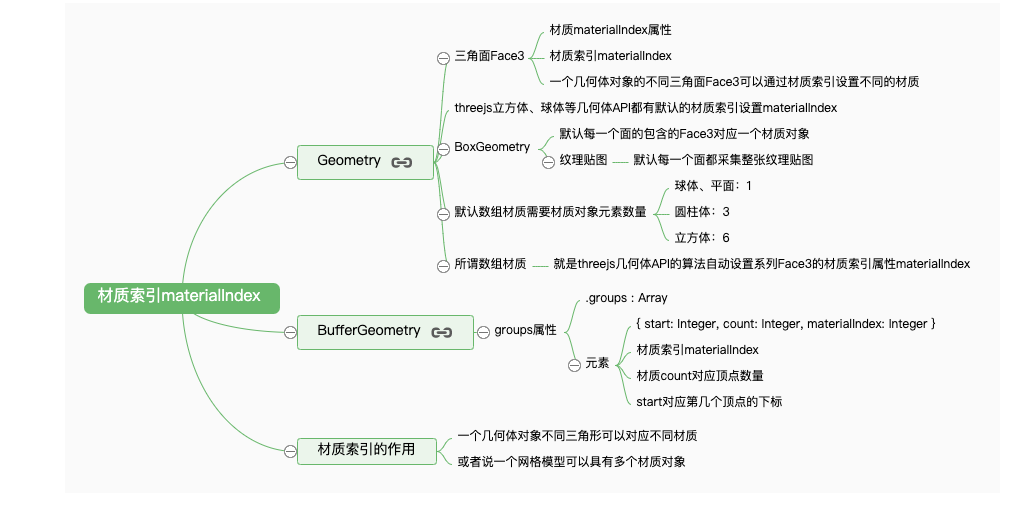 材质索引materialIndex
Geometry
三角面Face3
材质materialIndex属性
材质索引materialIndex
一个几何体对象的不同三角面Face3可以通过材质索引设置不同的材质
threejs立方体、球体等几何体API都有默认的材质索引设置materialIndex
BoxGeometry
默认每一个面的包含的Face3对应一个材质对象
纹理贴图
默认每一个面都采集整张纹理贴图
默认数组材质需要材质对象元素数量
球体、平面：1
圆柱体：3
立方体：6
所谓数组材质
就是threejs几何体API的算法自动设置系列Face3的材质索引属性materialIndex
BufferGeometry
groups属性
.groups : Array
元素
{ start: Integer, count: Integer, materialIndex: Integer }
材质索引materialIndex
材质count对应顶点数量
start对应第几个顶点的下标
材质索引的作用
一个几何体对象不同三角形可以对应不同材质
或者说一个网格模型可以具有多个材质对象